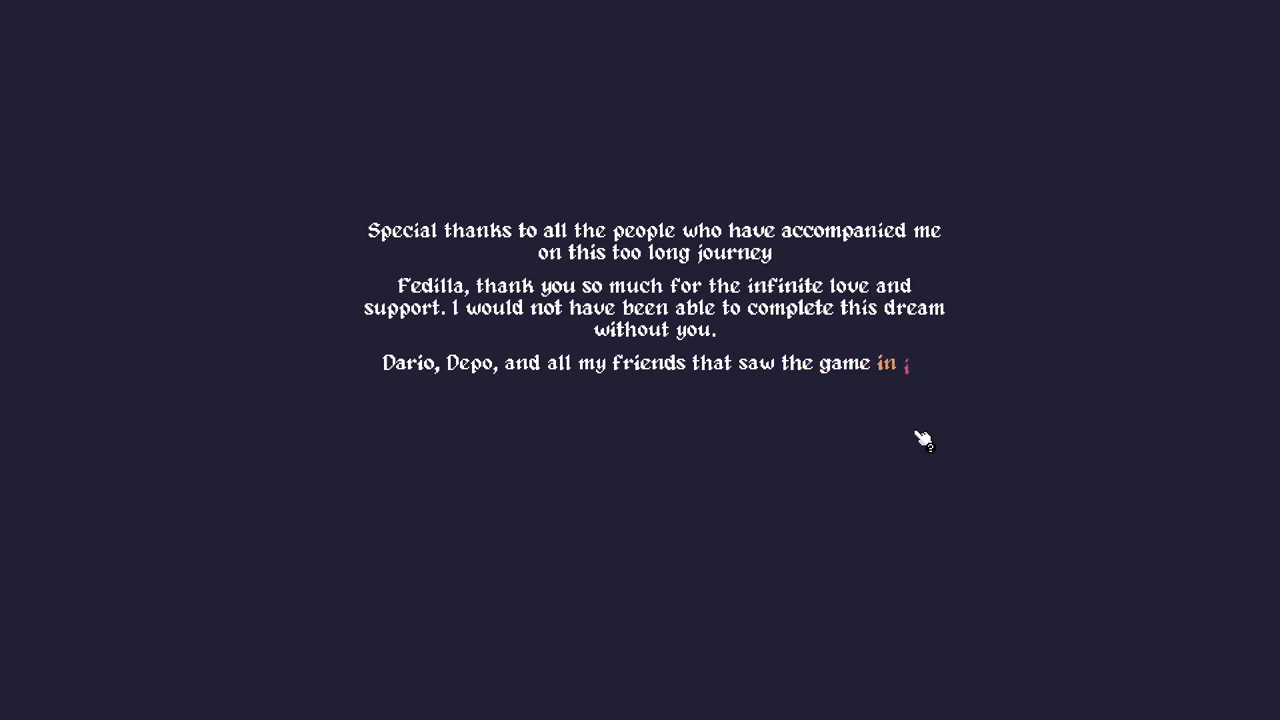 Special thanks to all the people who have accompanied me
on this too long journey
Fedilla, thank you so much for the infinite love and
support. I would not have been able to complete this dream
without you.
Dario, Depo, and all my friends that saw the game in